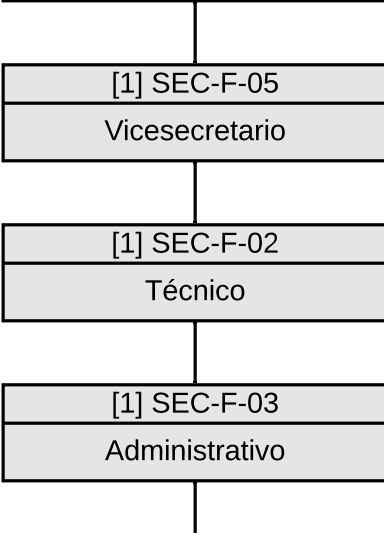 [1] SEC-F-05
Vicesecretario
[1] SEC-F-02
Técnico
[1] SEC-F-03
Administrativo